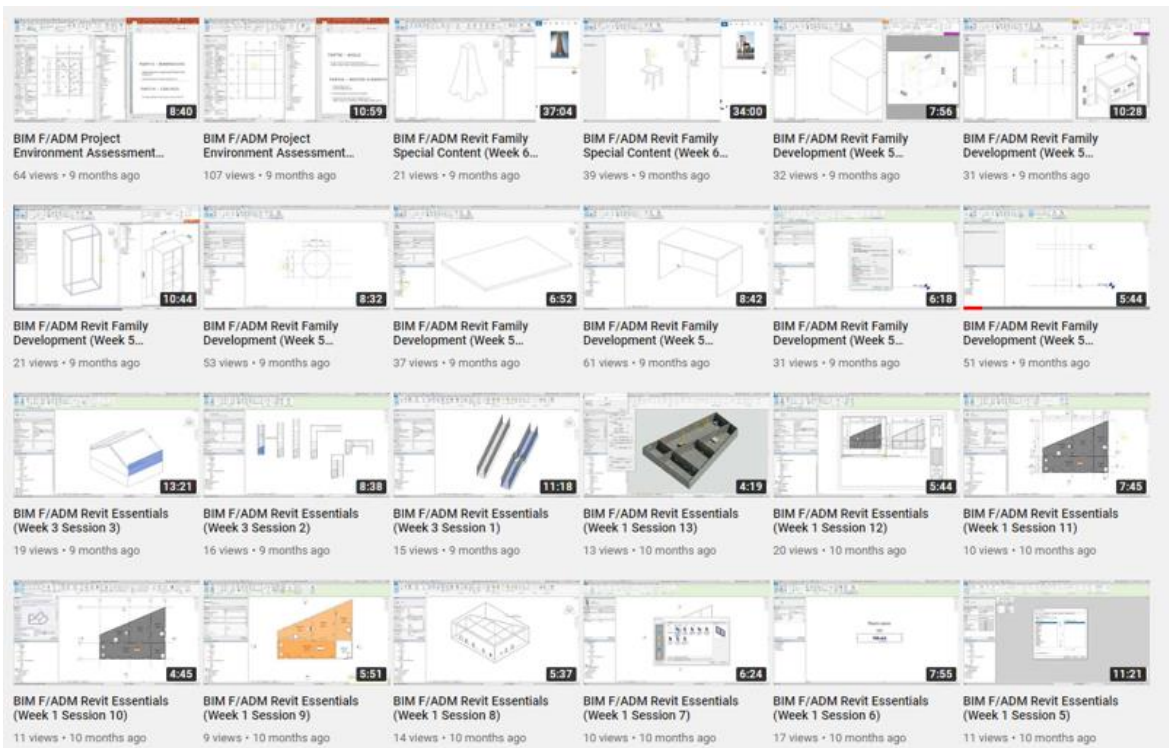 8:40
10:59
37:04
34:00
7:56
10:28
BIM F/ADM Project
Environment Assessment...
64 views • 9 months ago
BIM F/ADM Project
Environment Assessment...
107 views • 9 months ago
BIM F/ADM Revit Family
Special Content (Week 6...
21 views • 9 months ago
BIM F/ADM Revit Family
Special Content (Week 6...
39 views • 9 months ago
BIM F/ADM Revit Family
Development (Week 5...
32 views • 9 months ago
BIM F/ADM Revit Family
Development (Week 5...
31 views • 9 months ago
10:44
8:32
6:52
8:42
6:18
5:44
BIM F/ADM Revit Family
Development (Week 5...
21 views • 9 months ago
BIM F/ADM Revit Family
Development (Week 5...
53 views • 9 months ago
BIM F/ADM Revit Family
Development (Week 5...
37 views • 9 months ago
BIM F/ADM Revit Family
Development (Week 5...
61 views • 9 months ago
BIM F/ADM Revit Family
Development (Week 5...
31 views • 9 months ago
BIM F/ADM Revit Family
Development (Week 5...
51 views • 9 months ago
13:21
8:38
11:18
4:19
5:44
7:45
BIM F/ADM Revit Essentials
(Week 3 Session 3)
19 views • 9 months ago
BIM F/ADM Revit Essentials
(Week 3 Session 2)
16 views • 9 months ago
BIM F/ADM Revit Essentials
(Week 3 Session 1)
15 views • 9 months ago
BIM F/ADM Revit Essentials
(Week 1 Session 13)
13 views • 10 months ago
BIM F/ADM Revit Essentials
(Week 1 Session 12)
20 views • 10 months ago
BIM F/ADM Revit Essentials
(Week 1 Session 11)
10 views • 10 months ago
4:45
5:51
5:37
6:24
7:55
11:21
BIM F/ADM Revit Essentials
(Week 1 Session 10)
11 views • 10 months ago
BIM F/ADM Revit Essentials
(Week 1 Session 9)
9 views • 10 months ago
BIM F/ADM Revit Essentials
(Week 1 Session 8)
14 views • 10 months ago
BIM F/ADM Revit Essentials
(Week 1 Session 7)
10 views • 10 months ago
BIM F/ADM Revit Essentials
(Week 1 Session 6)
17 views • 10 months ago
BIM F/ADM Revit Essentials
(Week 1 Session 5)
11 views • 10 months ago